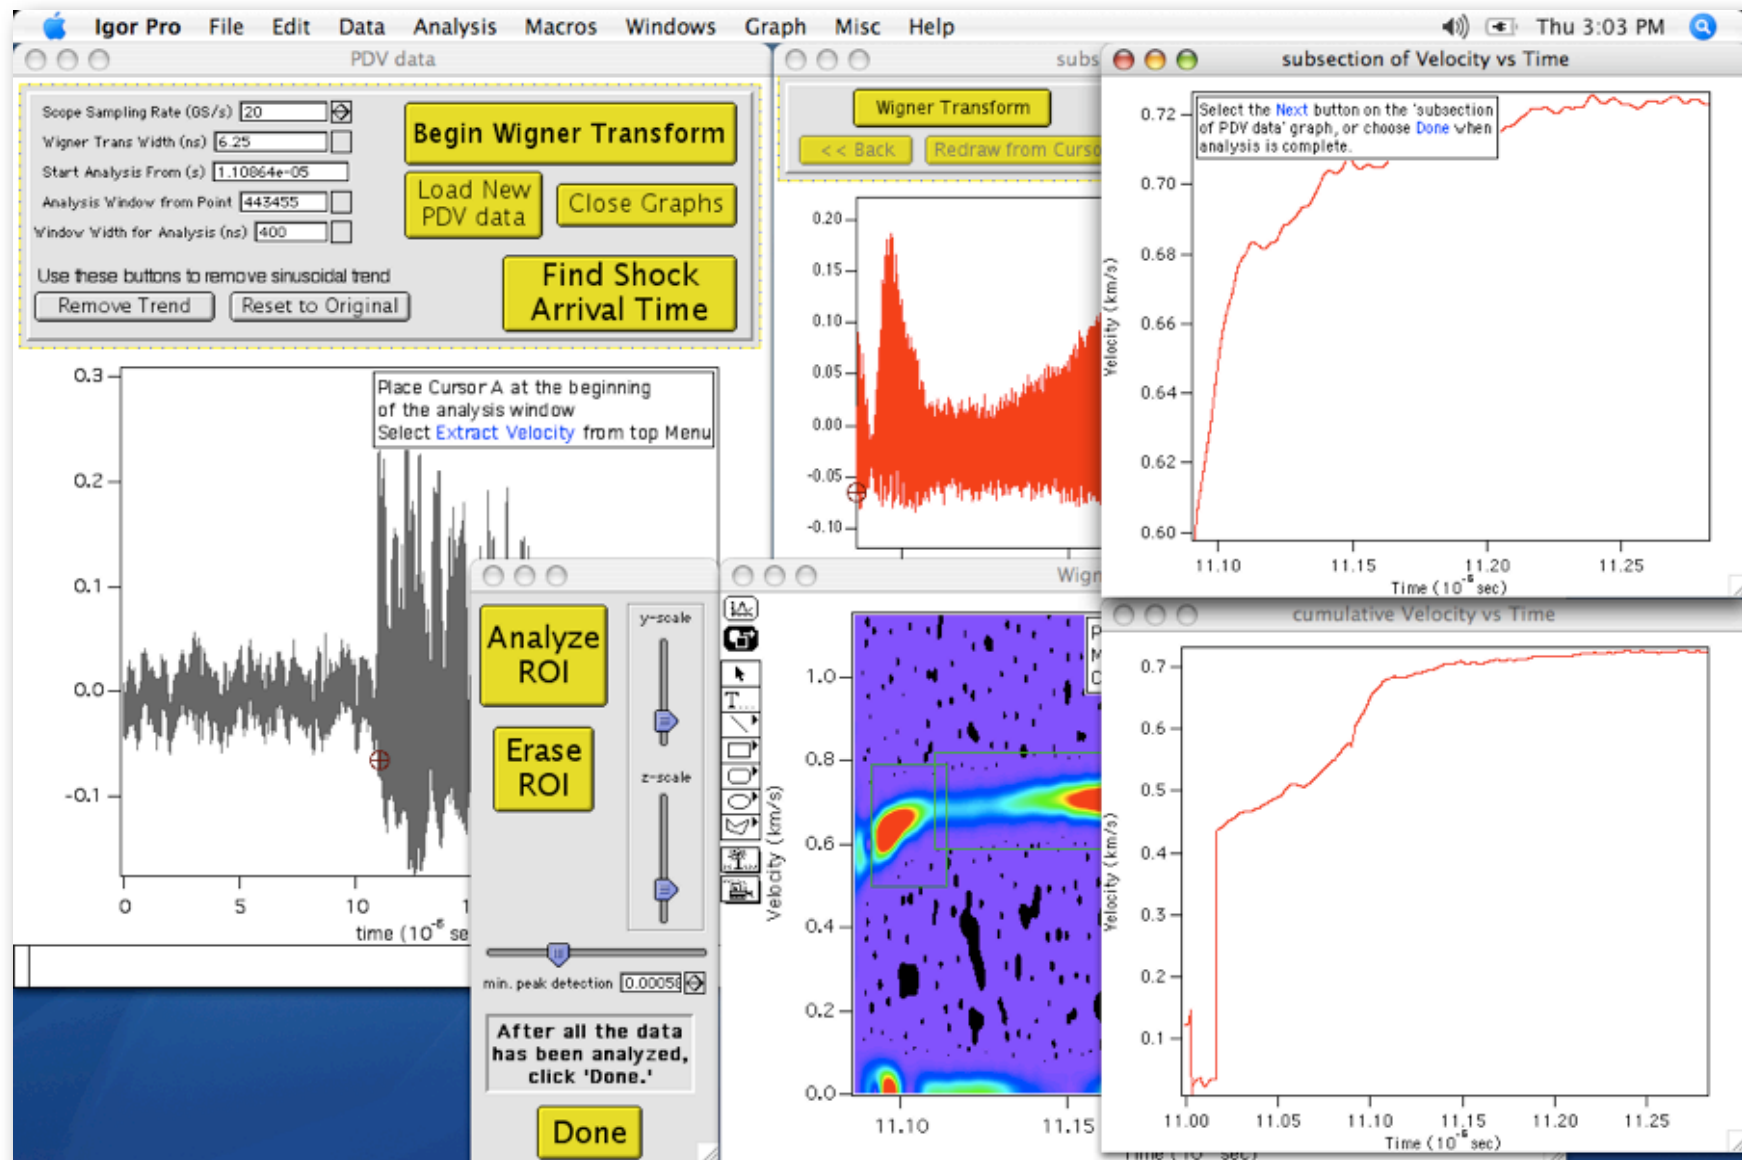 Igor Pro File Edit Data Analysis Macros Windows Graph Misc Help Thu 3:03 PM
PDV data
Scope Sampling Rate (GS/s) 20
Wigner Trans Width (ns) 6.25
Start Analysis From (s) 1.10864e-05
Analysis Window from Point 443455
Window Width for Analysis (ns) 400
Use these buttons to remove sinusoidal trend
Remove Trend Reset to Original
Begin Wigner Transform
Load New
PDV data
Close Graphs
Find Shock
Arrival Time
Place Cursor A at the beginning
of the analysis window
Select Extract Velocity from top Menu
0.3
0.2
0.1
0.0
-0.1
0 5 10 1
time (10⁻⁶ se
subs
Wigner Transform
<< Back Redraw from Curso
0.20
0.15
0.10
0.05
0.00
-0.05
-0.10
subsection of Velocity vs Time
Select the Next button on the 'subsection
of PDV data' graph, or choose Done when
analysis is complete.
Velocity (km/s)
0.72
0.70
0.68
0.66
0.64
0.62
0.60
11.10 11.15 11.20 11.25
Time (10⁻⁶ sec)
Analyze
ROI
Erase
ROI
y-scale
z-scale
min. peak detection 0.00058
After all the data
has been analyzed,
click 'Done.'
Done
Wign
T...
P
M
C
Velocity (km/s)
1.0
0.8
0.6
0.4
0.2
0.0
11.10 11.15
cumulative Velocity vs Time
Velocity (km/s)
0.7
0.6
0.5
0.4
0.3
0.2
0.1
11.00 11.05 11.10 11.15 11.20 11.25
Time (10⁻⁶ sec)